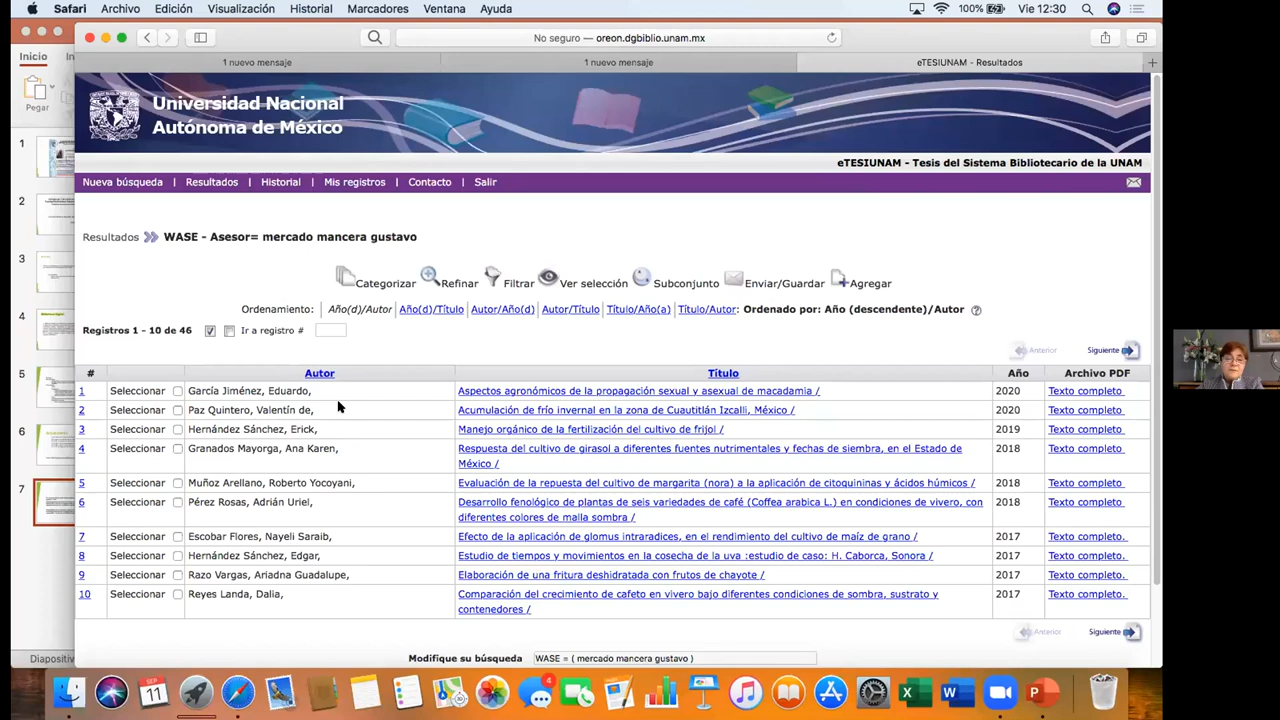 Safari Archivo Edición Visualización Historial Marcadores Ventana Ayuda 100% Vie 12:30
No seguro — oreon.dgbiblio.unam.mx
Inicio In
1 nuevo mensaje 1 nuevo mensaje eTESIUNAM - Resultados
Pegar
Universidad Nacional
Autónoma de México
eTESIUNAM - Tesis del Sistema Bibliotecario de la UNAM
Nueva búsqueda | Resultados | Historial | Mis registros | Contacto | Salir
Resultados WASE - Asesor= mercado mancera gustavo
Categorizar Refinar Filtrar Ver selección Subconjunto Enviar/Guardar Agregar
Ordenamiento: Año(d)/Autor Año(d)/Título Autor/Año(d) Autor/Título Título/Año(a) Título/Autor: Ordenado por: Año (descendente)/Autor
Registros 1 - 10 de 46 Ir a registro #
Anterior Siguiente
# Autor Título Año Archivo PDF
1 Seleccionar García Jiménez, Eduardo, Aspectos agronómicos de la propagación sexual y asexual de macadamia / 2020 Texto completo
2 Seleccionar Paz Quintero, Valentín de, Acumulación de frío invernal en la zona de Cuautitlán Izcalli, México / 2020 Texto completo
3 Seleccionar Hernández Sánchez, Erick, Manejo orgánico de la fertilización del cultivo de frijol / 2019 Texto completo
4 Seleccionar Granados Mayorga, Ana Karen, Respuesta del cultivo de girasol a diferentes fuentes nutrimentales y fechas de siembra, en el Estado de 2018 Texto completo
México /
5 Seleccionar Muñoz Arellano, Roberto Yocoyani, Evaluación de la repuesta del cultivo de margarita (nora) a la aplicación de citoquininas y ácidos húmicos / 2018 Texto completo
6 Seleccionar Pérez Rosas, Adrián Uriel, Desarrollo fenológico de plantas de seis variedades de café (Coffea arabica L.) en condiciones de vivero, con 2018 Texto completo
diferentes colores de malla sombra /
7 Seleccionar Escobar Flores, Nayeli Saraib, Efecto de la aplicación de glomus intraradices, en el rendimiento del cultivo de maíz de grano / 2017 Texto completo.
8 Seleccionar Hernández Sánchez, Edgar, Estudio de tiempos y movimientos en la cosecha de la uva :estudio de caso: H. Caborca, Sonora / 2017 Texto completo.
9 Seleccionar Razo Vargas, Ariadna Guadalupe, Elaboración de una fritura deshidratada con frutos de chayote / 2017 Texto completo.
10 Seleccionar Reyes Landa, Dalia, Comparación del crecimiento de cafeto en vivero bajo diferentes condiciones de sombra, sustrato y 2017 Texto completo.
contenedores /
Anterior Siguiente
Modifique su búsqueda WASE = ( mercado mancera gustavo )
1
2
3
4
5
6
7
Diapositiv
SEP
11
4